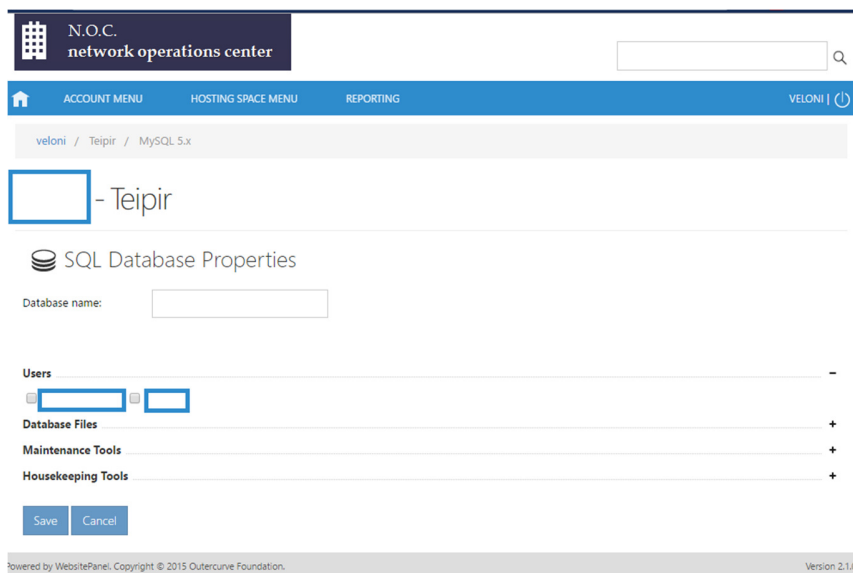 N.O.C.
network operations center
ACCOUNT MENU HOSTING SPACE MENU REPORTING VELONI |
veloni / Teipir / MySQL 5.x
- Teipir
SQL Database Properties
Database name:
Users
Database Files
Maintenance Tools
Housekeeping Tools
Save Cancel
Powered by WebsitePanel. Copyright © 2015 Outercurve Foundation. Version 2.1.